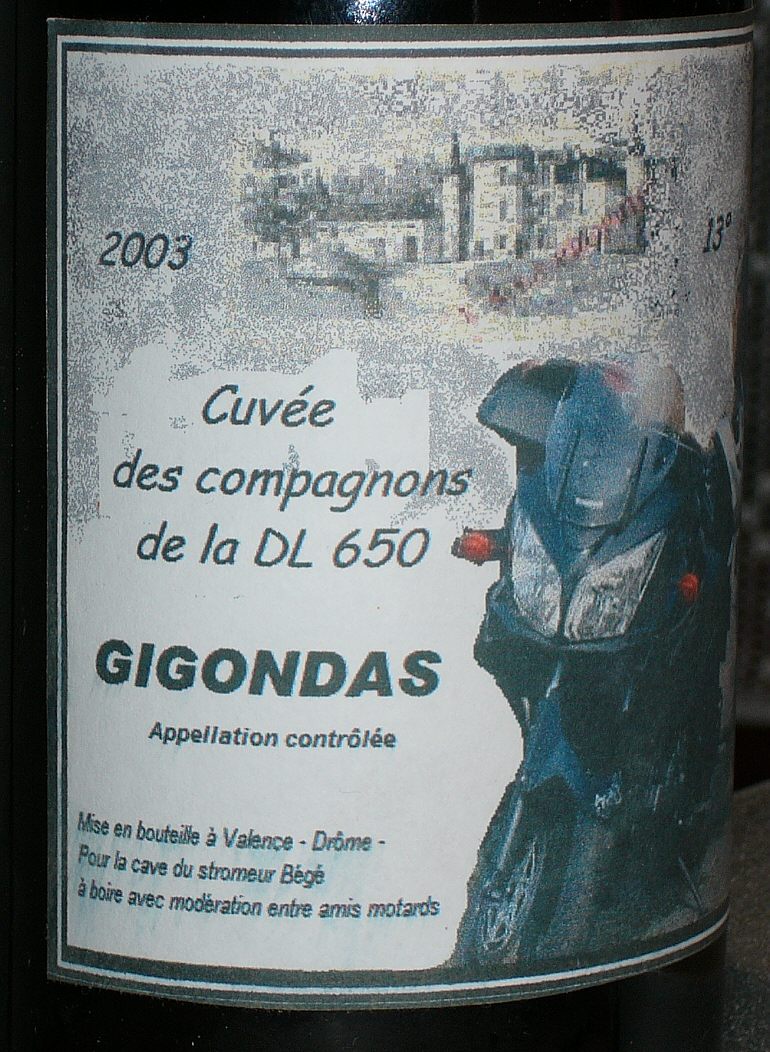 2003
13°
Cuvée
des compagnons
de la DL 650
GIGONDAS
Appellation contrôlée
Mise en bouteille à Valence - Drôme -
Pour la cave du stromeur Bégé
à boire avec modération entre amis motards